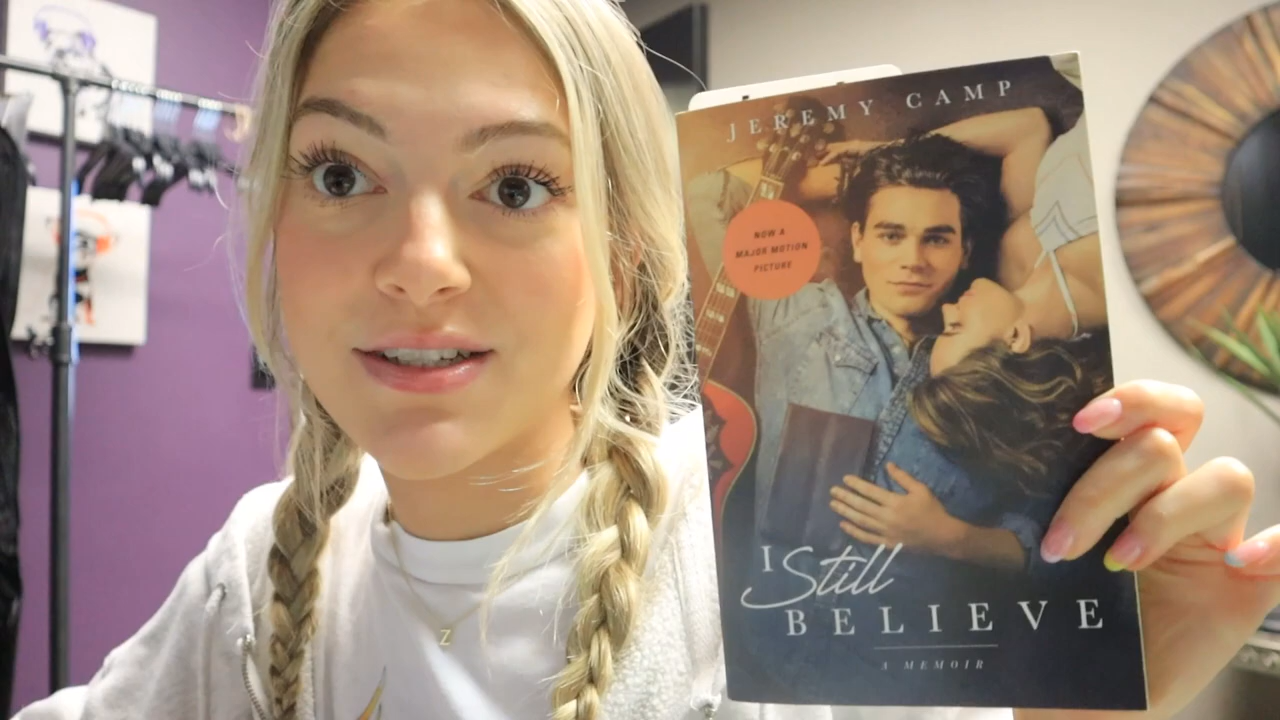 JEREMY CAMP
NOW A
MAJOR MOTION
PICTURE
I Still
BELIEVE
A MEMOIR
Z